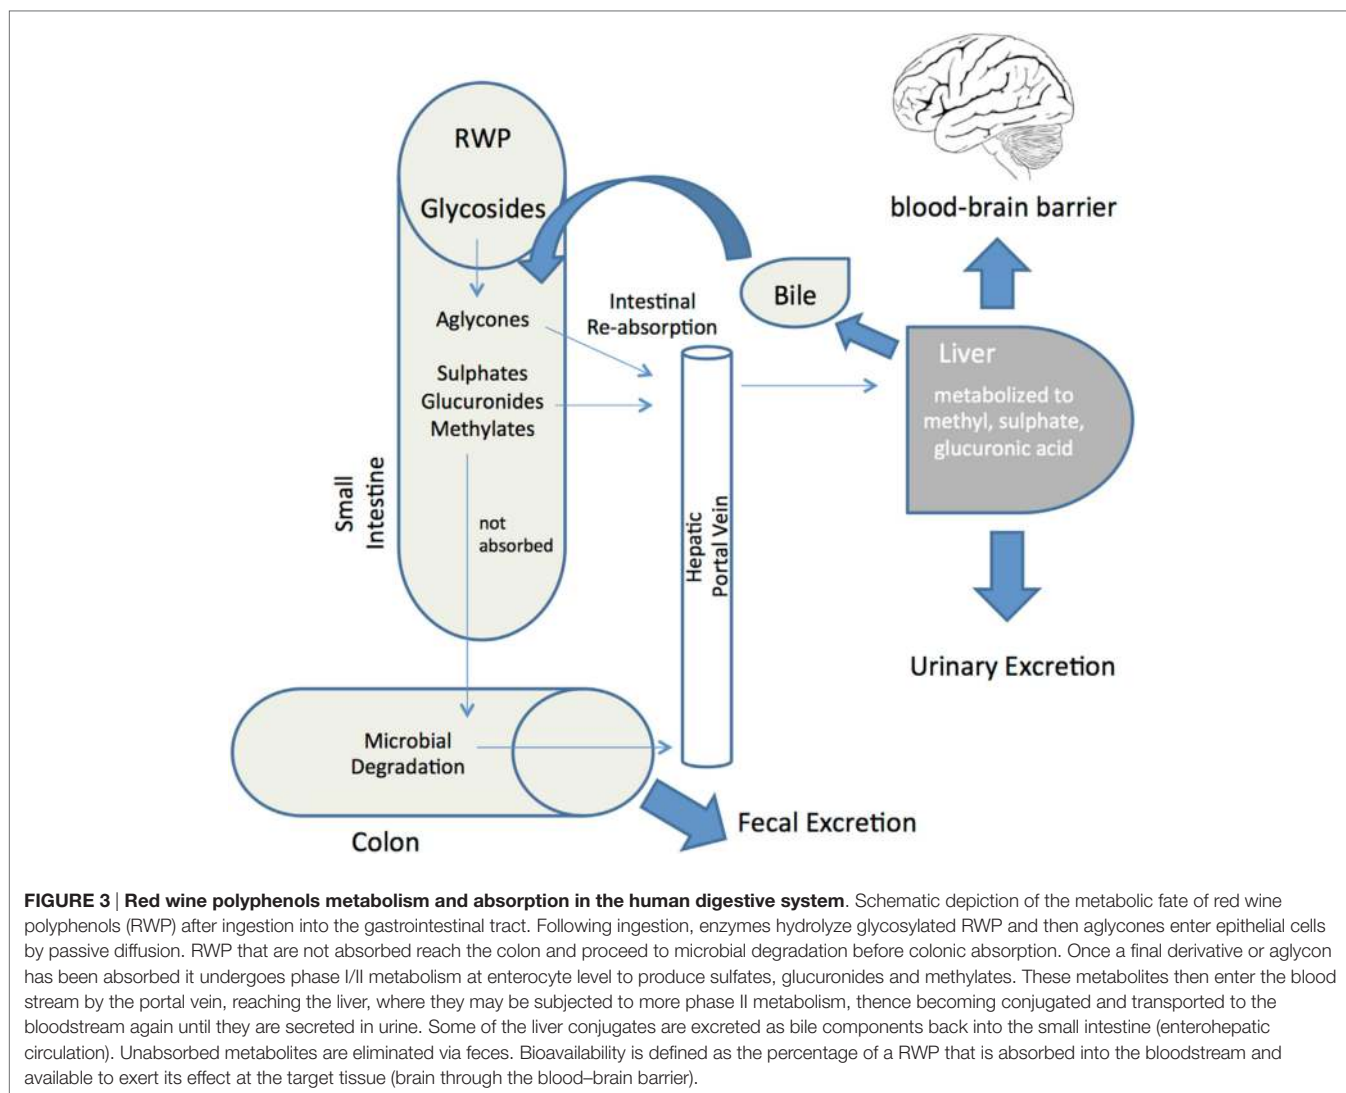 RWP
Glycosides
Aglycones
Sulphates
Glucuronides
Methylates
not
absorbed
Small
Intestine
Intestinal
Re-absorption
Bile
blood-brain barrier
Liver
metabolized to
methyl, sulphate,
glucuronic acid
Hepatic
Portal Vein
Urinary Excretion
Microbial
Degradation
Colon
Fecal Excretion
FIGURE 3 | Red wine polyphenols metabolism and absorption in the human digestive system. Schematic depiction of the metabolic fate of red wine
polyphenols (RWP) after ingestion into the gastrointestinal tract. Following ingestion, enzymes hydrolyze glycosylated RWP and then aglycones enter epithelial cells
by passive diffusion. RWP that are not absorbed reach the colon and proceed to microbial degradation before colonic absorption. Once a final derivative or aglycon
has been absorbed it undergoes phase I/II metabolism at enterocyte level to produce sulfates, glucuronides and methylates. These metabolites then enter the blood
stream by the portal vein, reaching the liver, where they may be subjected to more phase II metabolism, thence becoming conjugated and transported to the
bloodstream again until they are secreted in urine. Some of the liver conjugates are excreted as bile components back into the small intestine (enterohepatic
circulation). Unabsorbed metabolites are eliminated via feces. Bioavailability is defined as the percentage of a RWP that is absorbed into the bloodstream and
available to exert its effect at the target tissue (brain through the blood–brain barrier).